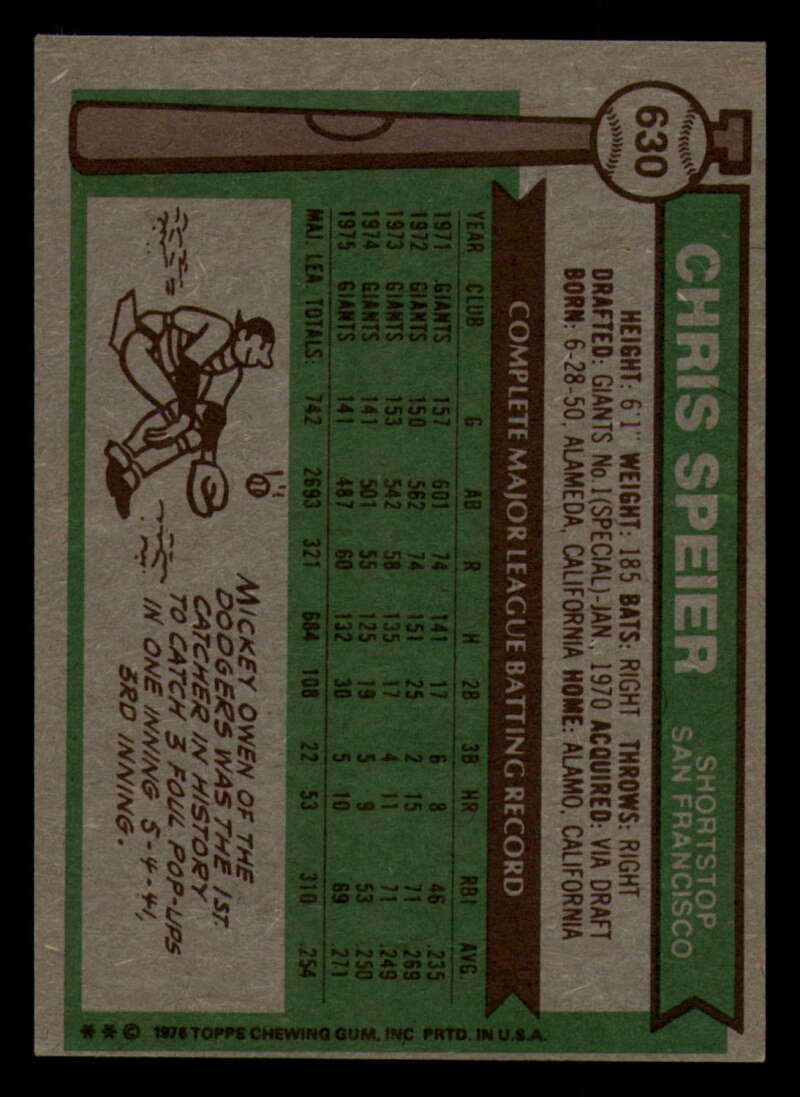 630
CHRIS SPEIER
SHORTSTOP
SAN FRANCISCO
HEIGHT: 6'1" WEIGHT: 185 BATS: RIGHT THROWS: RIGHT
DRAFTED: GIANTS No.1(SPECIAL)-JAN., 1970 ACQUIRED: VIA DRAFT
BORN: 6-28-50, ALAMEDA, CALIFORNIA HOME: ALAMO, CALIFORNIA
COMPLETE MAJOR LEAGUE BATTING RECORD
YEAR CLUB G AB R H 2B 3B HR RBI AVG.
1971 GIANTS 157 601 74 141 17 6 8 46 .235
1972 GIANTS 150 562 74 151 25 2 15 71 .269
1973 GIANTS 153 542 58 135 17 4 11 71 .249
1974 GIANTS 141 501 55 125 19 5 9 53 .250
1975 GIANTS 141 487 60 132 30 5 10 69 .271
MAJ. LEA TOTALS: 742 2693 321 684 108 22 53 310 .254
MICKEY OWEN OF THE
DODGERS WAS THE 1ST
CATCHER IN HISTORY
TO CATCH 3 FOUL POP-UPS
IN ONE INNING 5-4-41,
3RD INNING.
* * © 1976 TOPPS CHEWING GUM, INC PRTD. IN U.S.A.